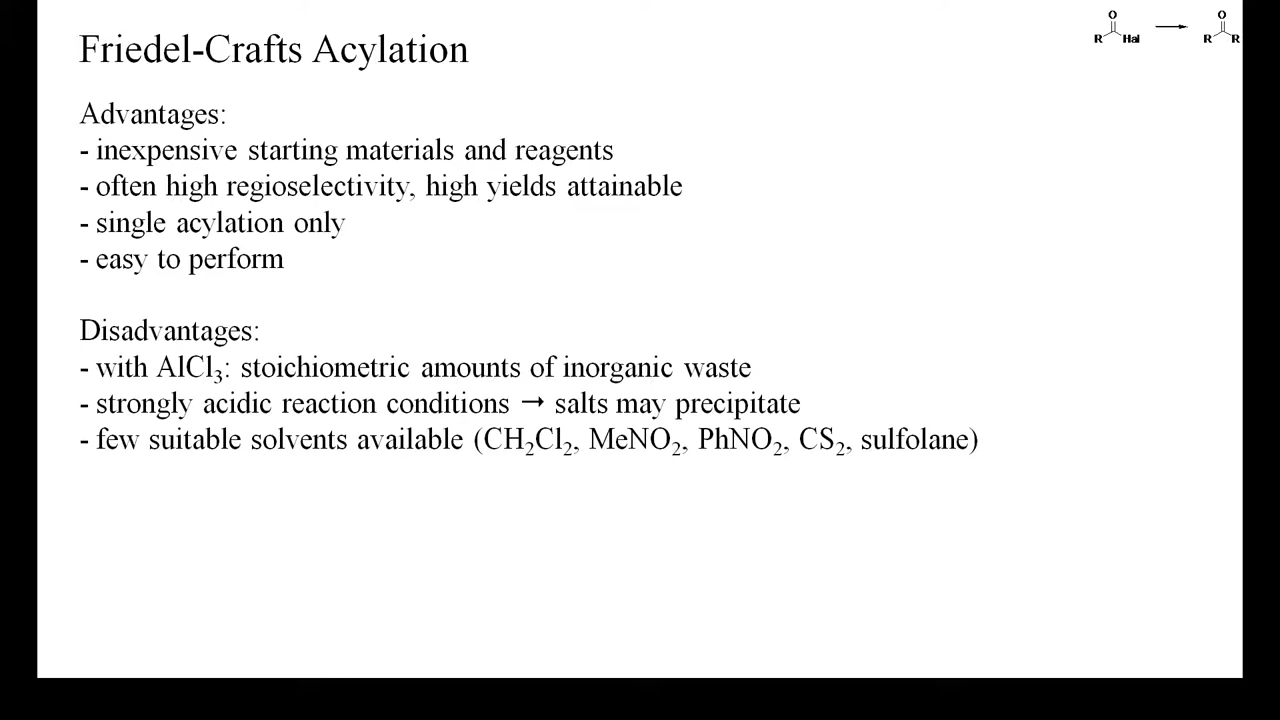 Friedel-Crafts Acylation
O
R Hal
O
R R
Advantages:
- inexpensive starting materials and reagents
- often high regioselectivity, high yields attainable
- single acylation only
- easy to perform
Disadvantages:
- with AlCl₃: stoichiometric amounts of inorganic waste
- strongly acidic reaction conditions → salts may precipitate
- few suitable solvents available (CH₂Cl₂, MeNO₂, PhNO₂, CS₂, sulfolane)